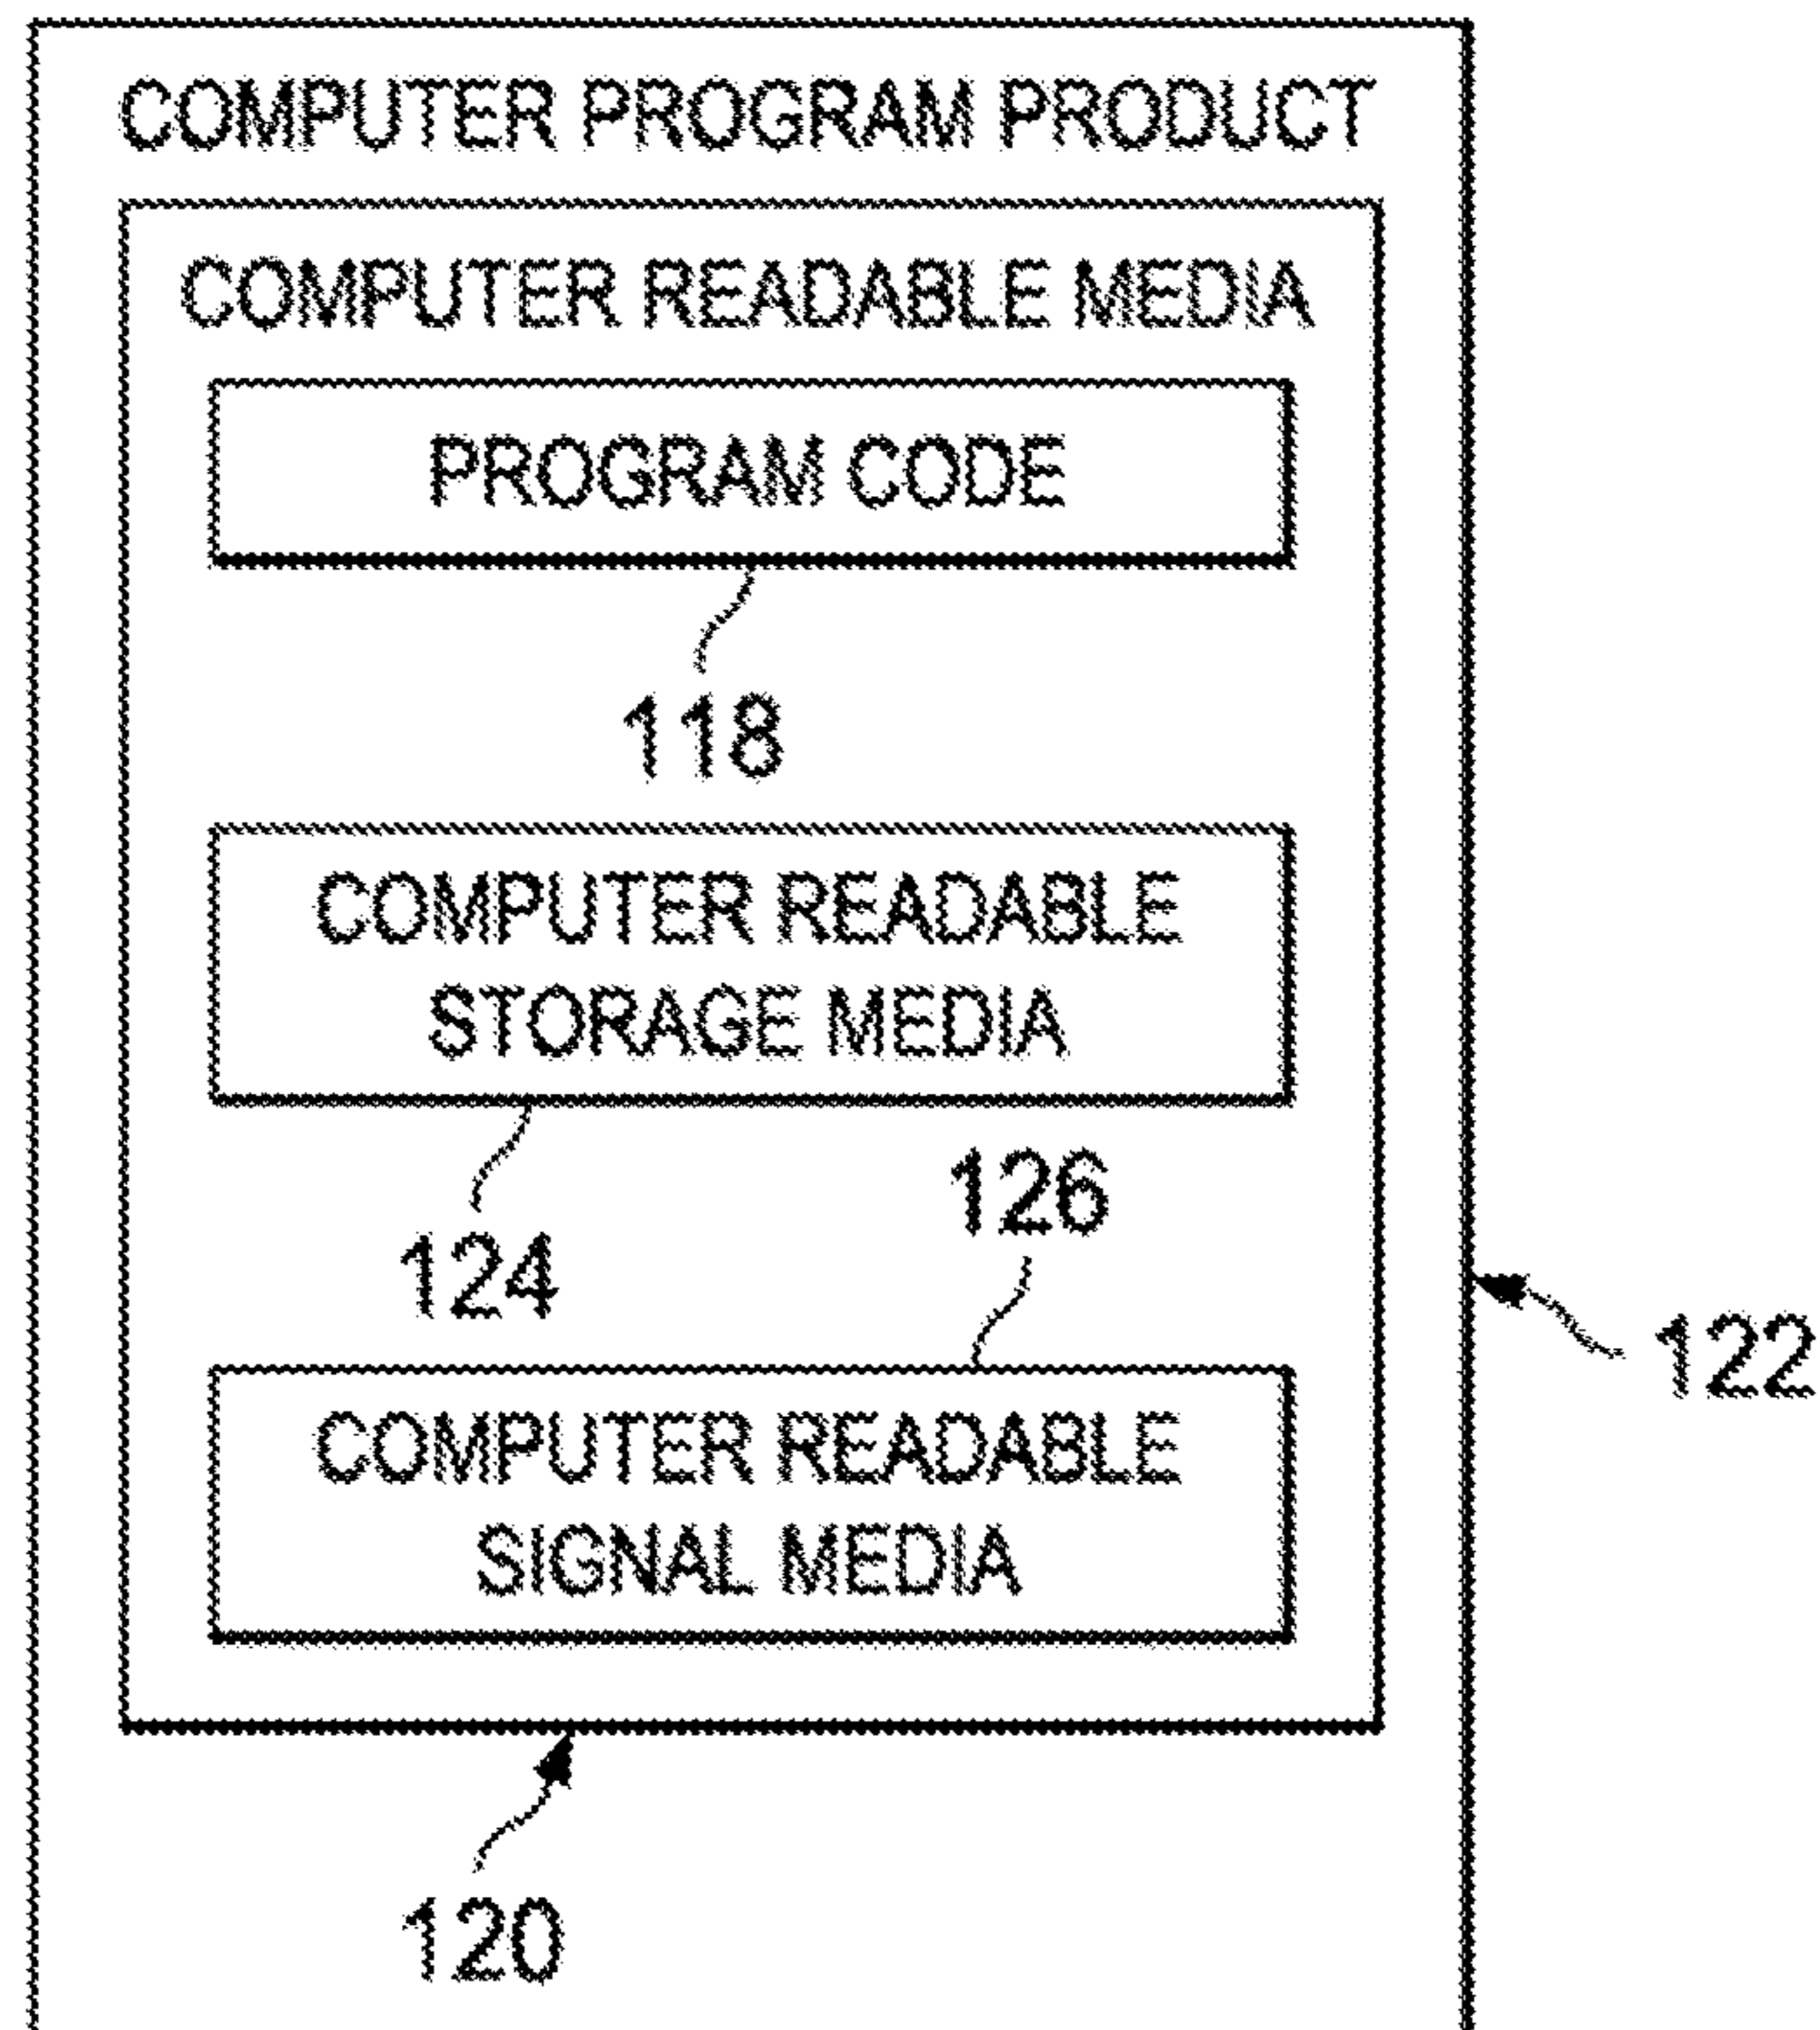 COMPUTER PROGRAM PRODUCT
COMPUTER READABLE MEDIA
PROGRAM CODE
118
COMPUTER READABLE
STORAGE MEDIA
124
126
COMPUTER READABLE
SIGNAL MEDIA
122
120